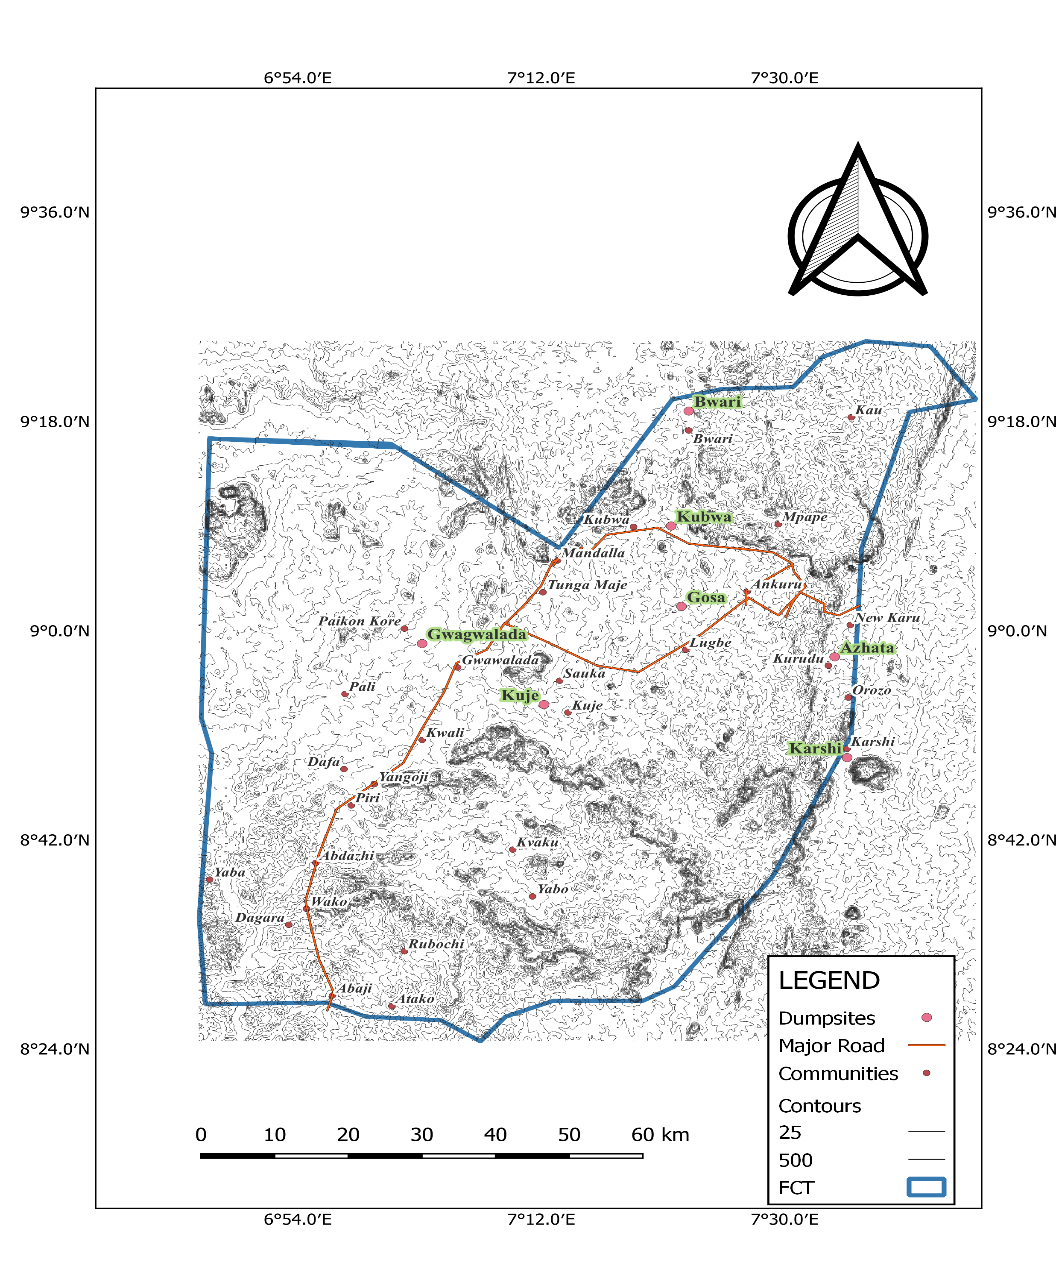 6°54.0′E 7°12.0′E 7°30.0′E
9°36.0′N 9°36.0′N
Bwari
Kau
9°18.0′N 9°18.0′N
Bwari
Kubwa Kubwa Mpape
Mandalla
Tunga Maje Ankuru
Gosa
Paikon Kore New Karu
9°0.0′N 9°0.0′N
Gwagwalada
Lugbe Azhata
Gwawalada Kurudu
Sauka
Pali Orozo
Kuje Kuje
Kwali Karshi
Karshi
Dafa
Yangoji
Piri
8°42.0′N Kvaku 8°42.0′N
Abdazhi
Yaba
Yabo
Wako
Dagara
Rubochi
LEGEND
Abaji
Atako
Dumpsites
8°24.0′N Major Road 8°24.0′N
Communities
Contours
25
500
FCT
0 10 20 30 40 50 60 km
6°54.0′E 7°12.0′E 7°30.0′E